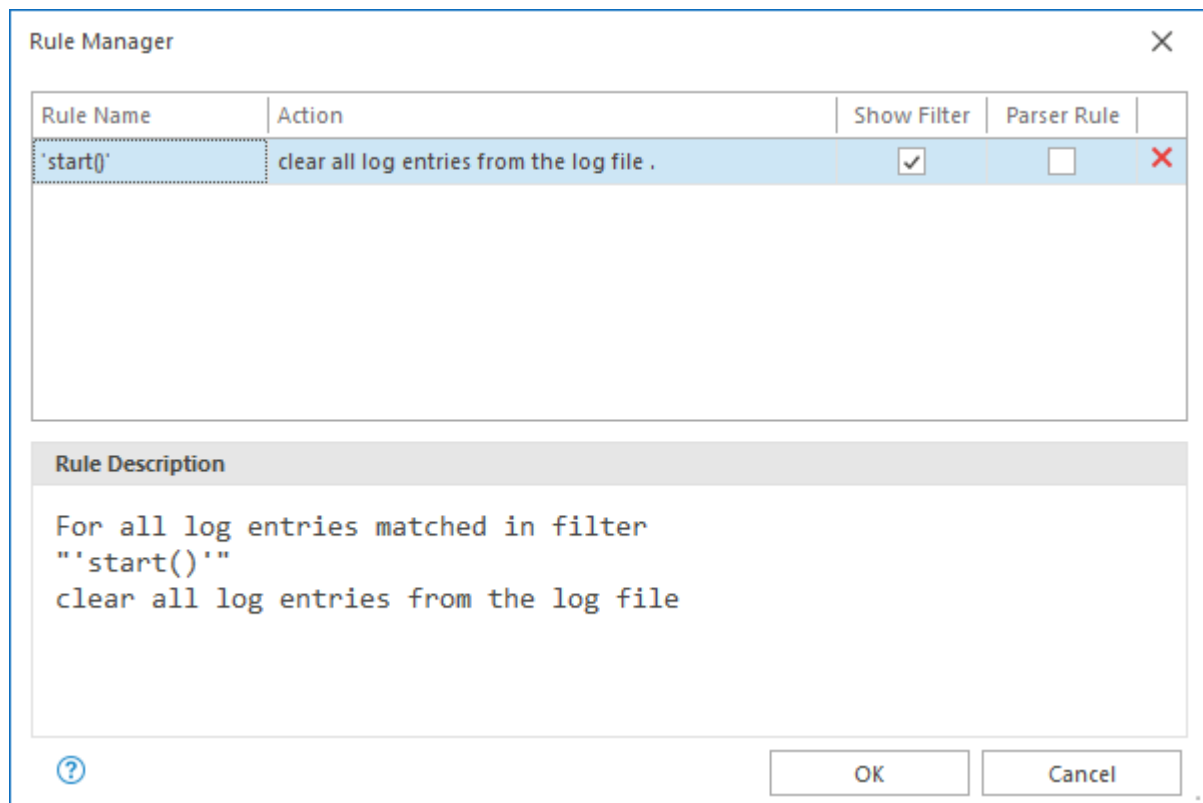 Rule Manager
Rule Name Action Show Filter Parser Rule
'start()' clear all log entries from the log file .
Rule Description
For all log entries matched in filter
"'start()'"
clear all log entries from the log file
OK Cancel